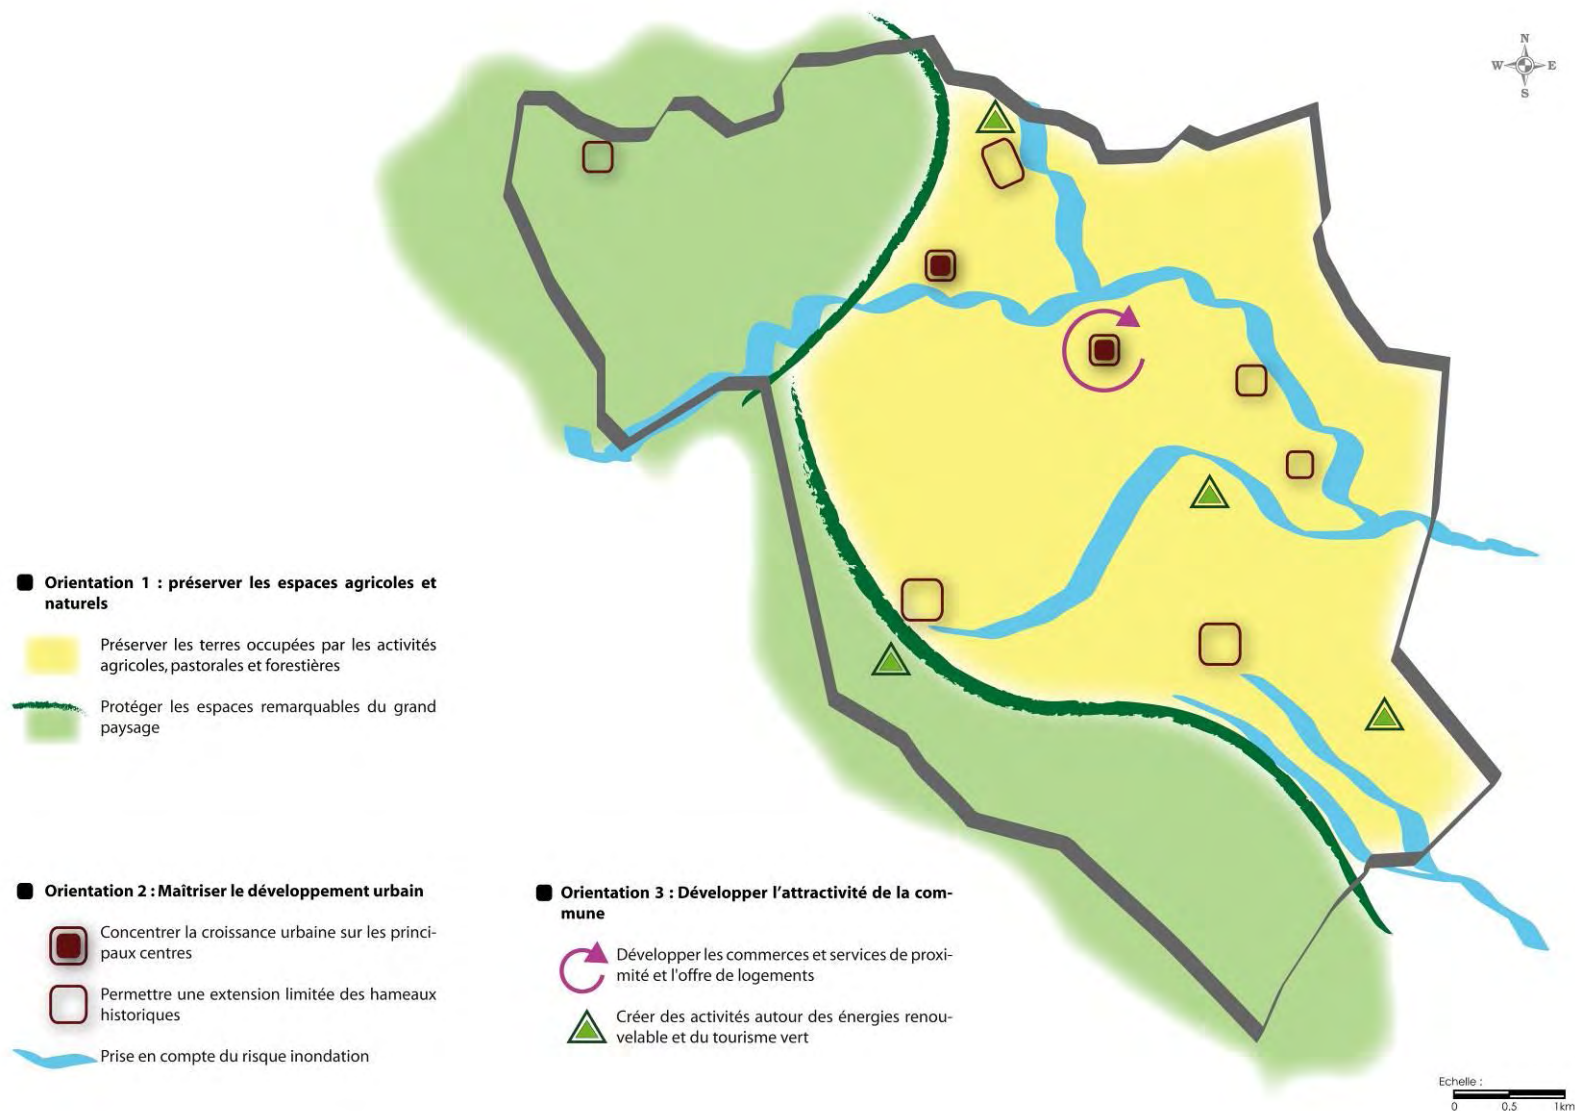 N
W E
S
Orientation 1 : préserver les espaces agricoles et
naturels
Préserver les terres occupées par les activités
agricoles, pastorales et forestières
Protéger les espaces remarquables du grand
paysage
Orientation 2 : Maîtriser le développement urbain
Concentrer la croissance urbaine sur les princi-
paux centres
Permettre une extension limitée des hameaux
historiques
Prise en compte du risque inondation
Orientation 3 : Développer l'attractivité de la com-
mune
Développer les commerces et services de proxi-
mité et l'offre de logements
Créer des activités autour des énergies renou-
velable et du tourisme vert
Echelle :
0 0,5 1km